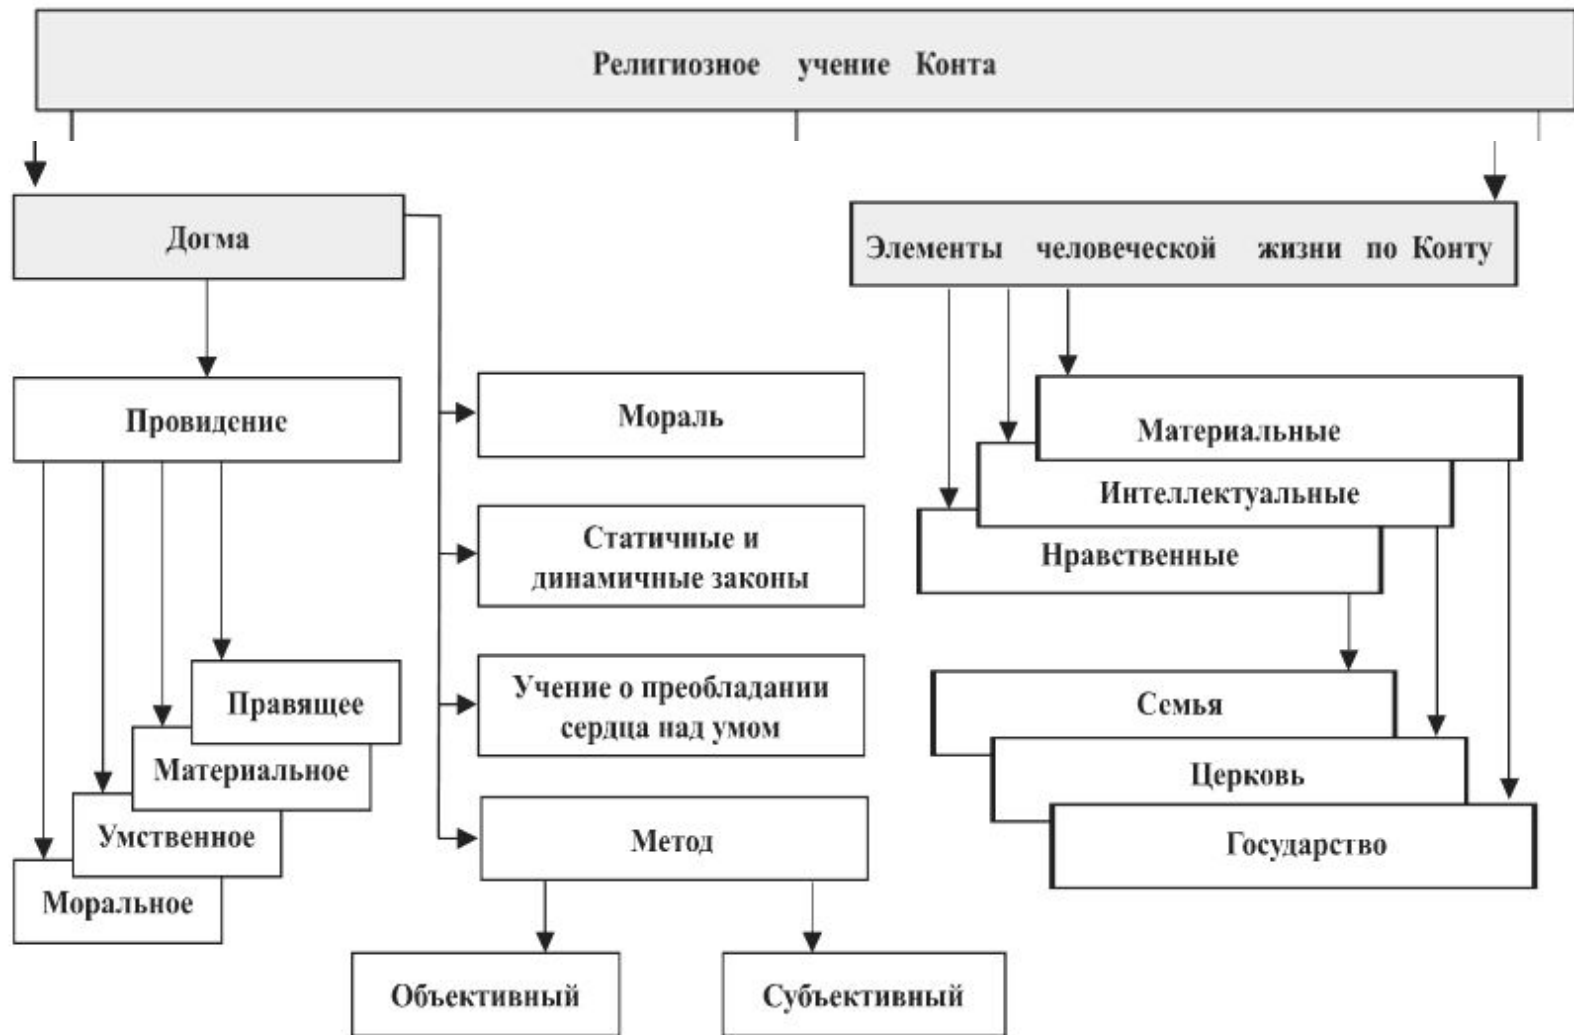 Религиозное учение Конта
Догма
Элементы человеческой жизни по Конту
Провидение
Мораль
Материальные
Интеллектуальные
Нравственные
Статичные и
динамичные законы
Правящее
Материальное
Умственное
Моральное
Учение о преобладании
сердца над умом
Семья
Церковь
Государство
Метод
Объективный
Субъективный